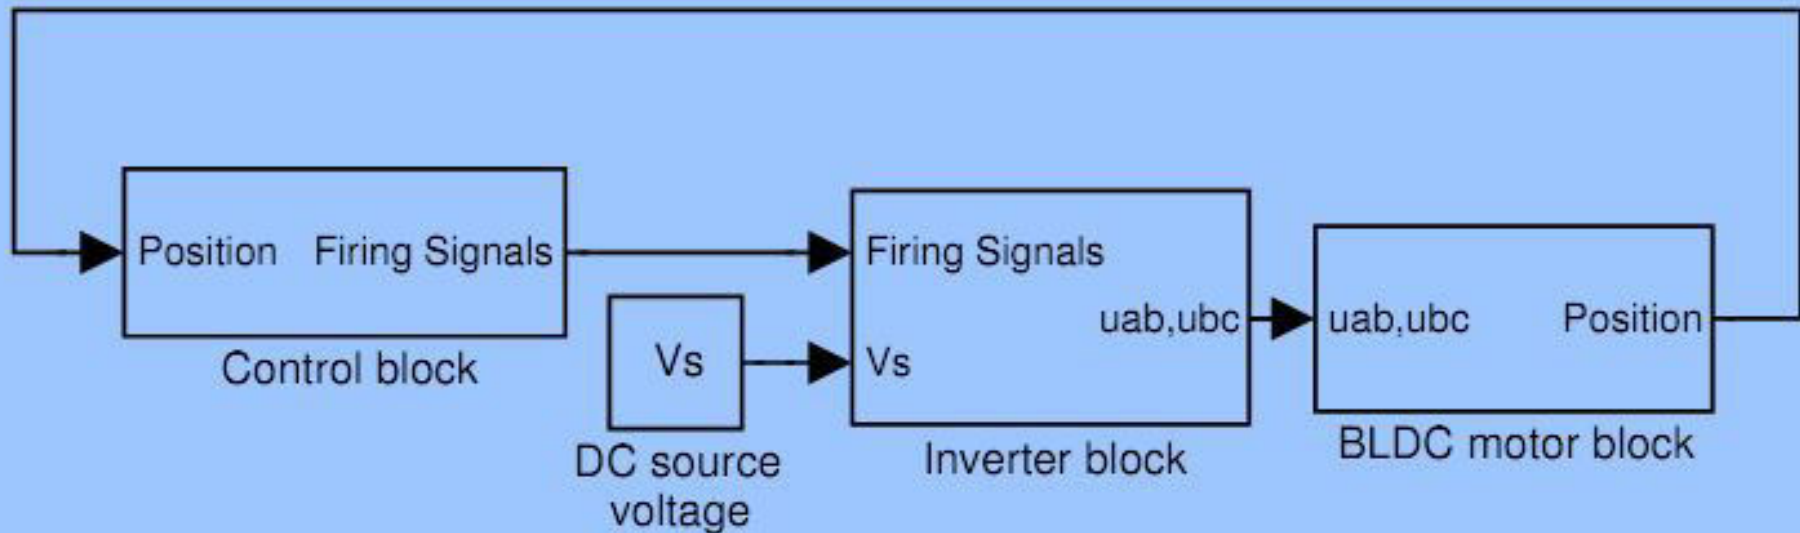 Position
Firing Signals
Control block
Vs
DC source
voltage
Firing Signals
Vs
uab,ubc
Inverter block
uab,ubc
Position
BLDC motor block